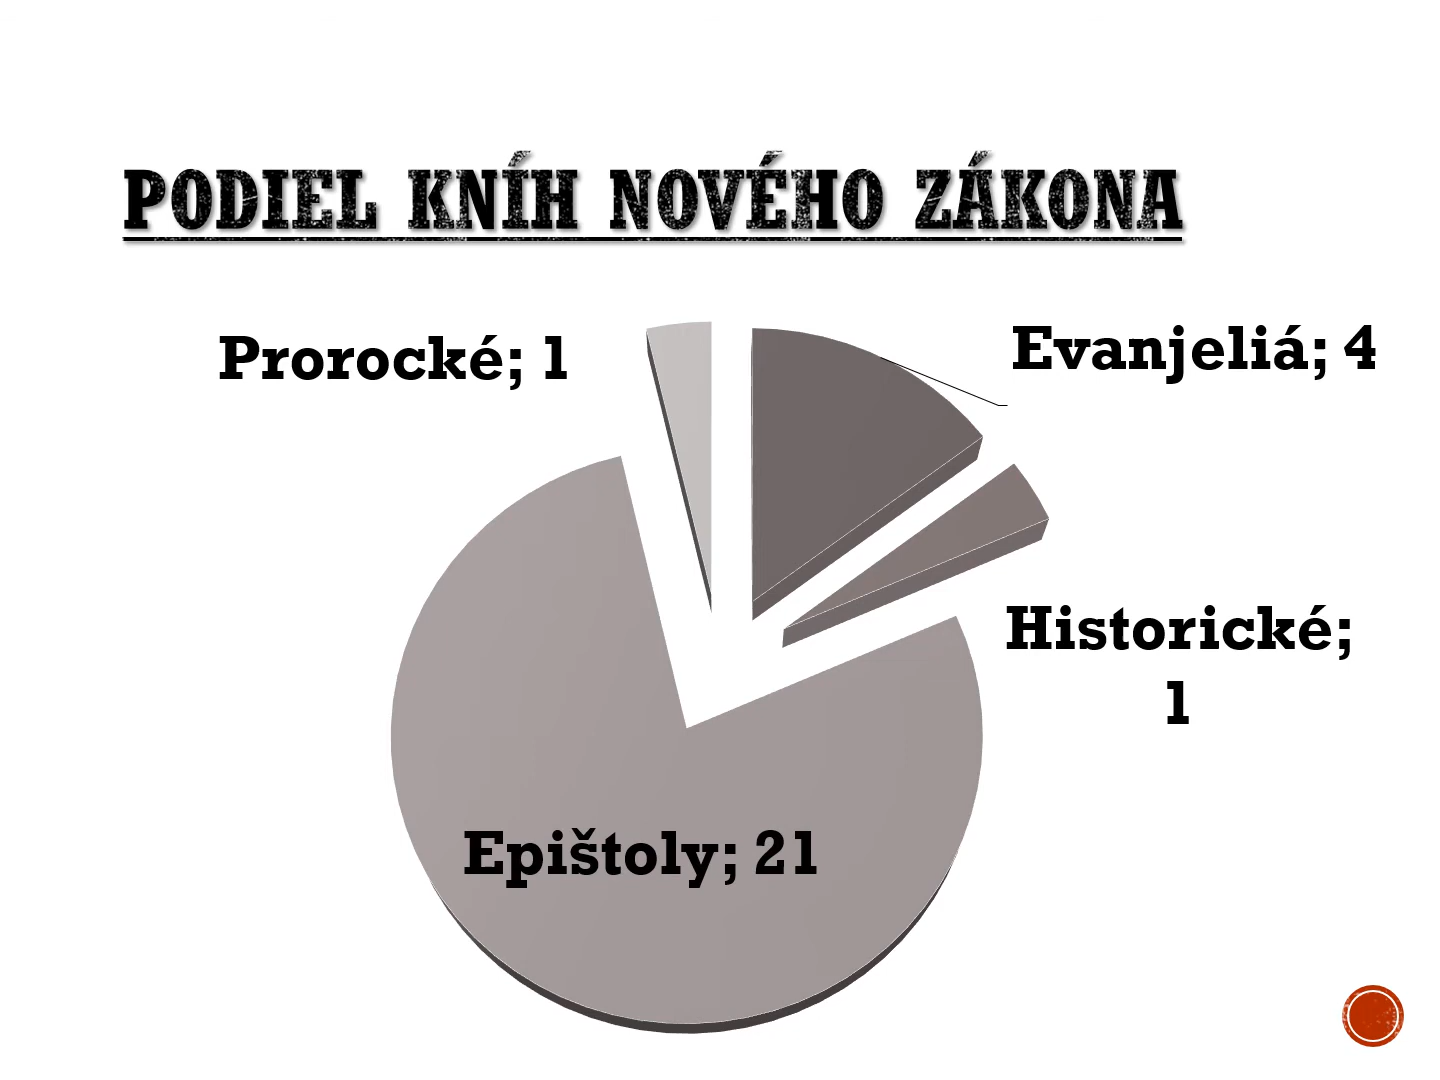 PODIEL KNÍH NOVÉHO ZÁKONA
Prorocké; 1
Evanjeliá; 4
Historické;
1
Epištoly; 21